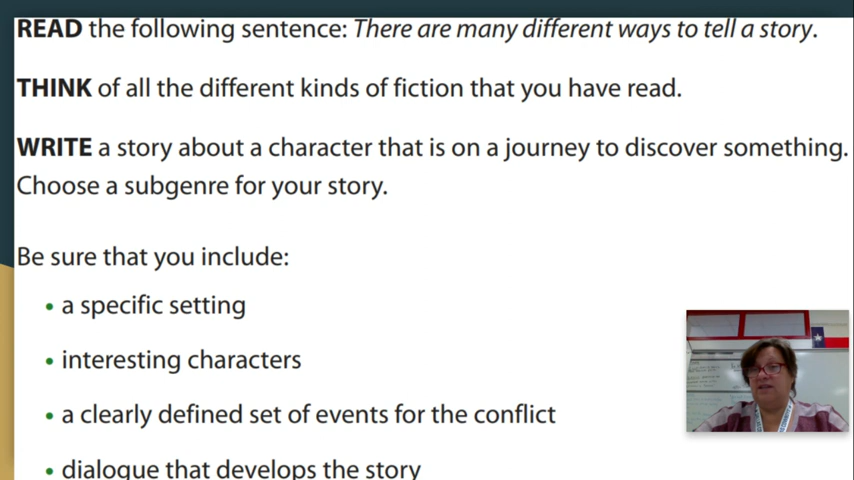 READ the following sentence: There are many different ways to tell a story.
THINK of all the different kinds of fiction that you have read.
WRITE a story about a character that is on a journey to discover something.
Choose a subgenre for your story.
Be sure that you include:
• a specific setting
• interesting characters
• a clearly defined set of events for the conflict
• dialogue that develops the story